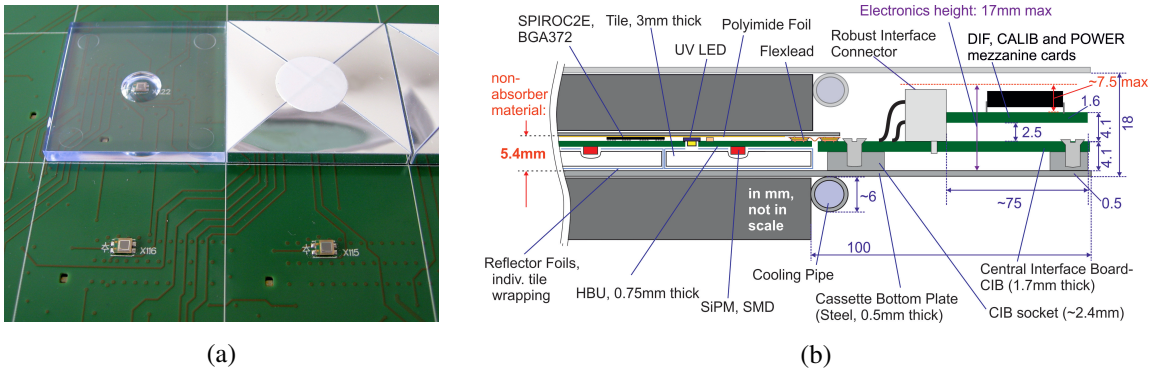 X22
X116
X115
(a)
SPIROC2E,
BGA372
Tile, 3mm thick
UV LED
Polyimide Foil
Flexlead
Electronics height: 17mm max
Robust Interface
Connector
DIF, CALIB and POWER
mezzanine cards
non-
absorber
material:
5.4mm
~7.5 max
1.6
4.1
18
2.5
4.1
0.5
~75
100
~6
in mm,
not in
scale
Reflector Foils,
indiv. tile
wrapping
HBU, 0.75mm thick
SiPM, SMD
Cooling Pipe
Cassette Bottom Plate
(Steel, 0.5mm thick)
Central Interface Board-
CIB (1.7mm thick)
CIB socket (~2.4mm)
(b)